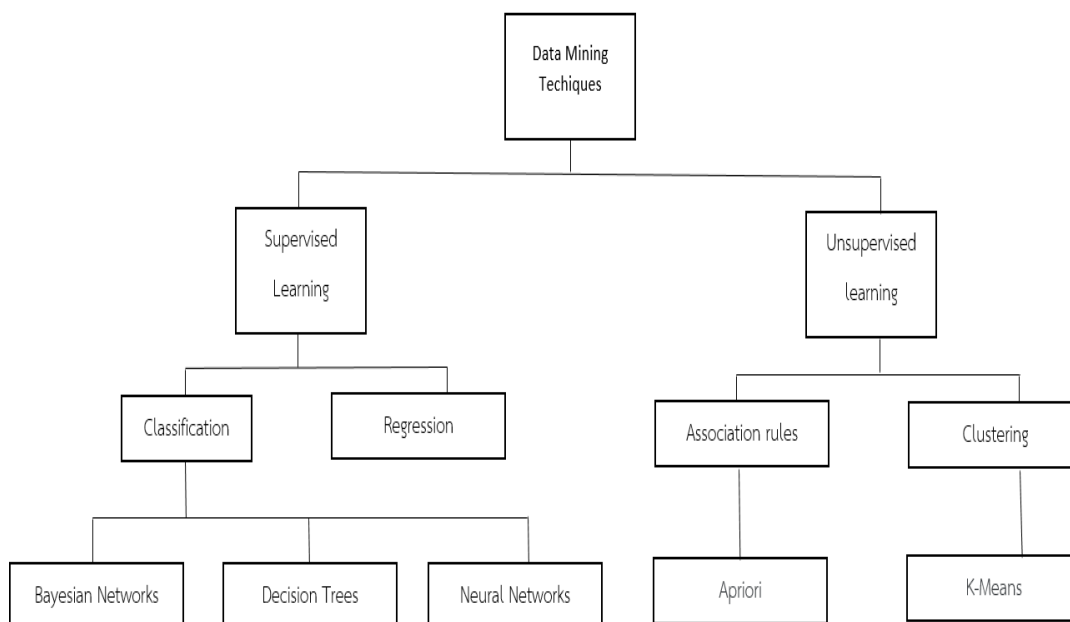 Data Mining
Techiques
Supervised
Learning
Unsupervised
learning
Classification
Regression
Association rules
Clustering
Bayesian Networks
Decision Trees
Neural Networks
Apriori
K-Means